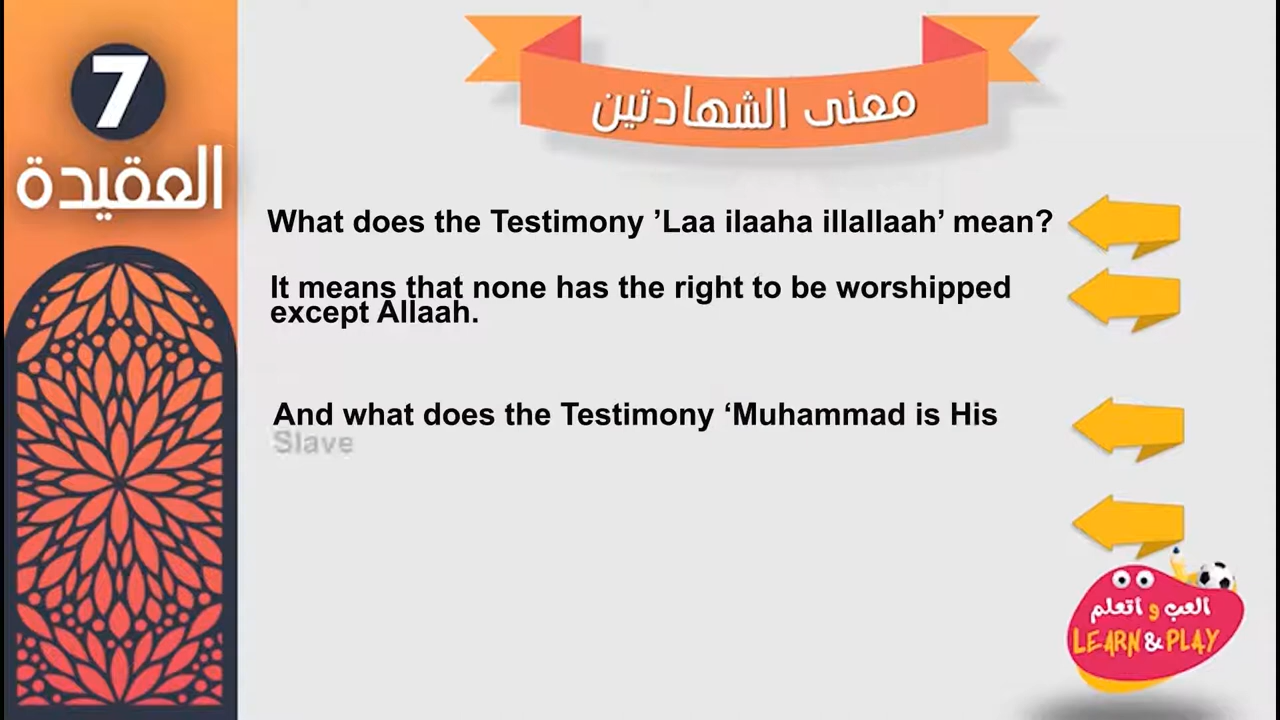 7
العقيدة
معنى الشهادتين
What does the Testimony ’Laa ilaaha illallaah’ mean?
It means that none has the right to be worshipped
except Allaah.
And what does the Testimony ‘Muhammad is His
Slave
العب و اتعلم
LEARN & PLAY